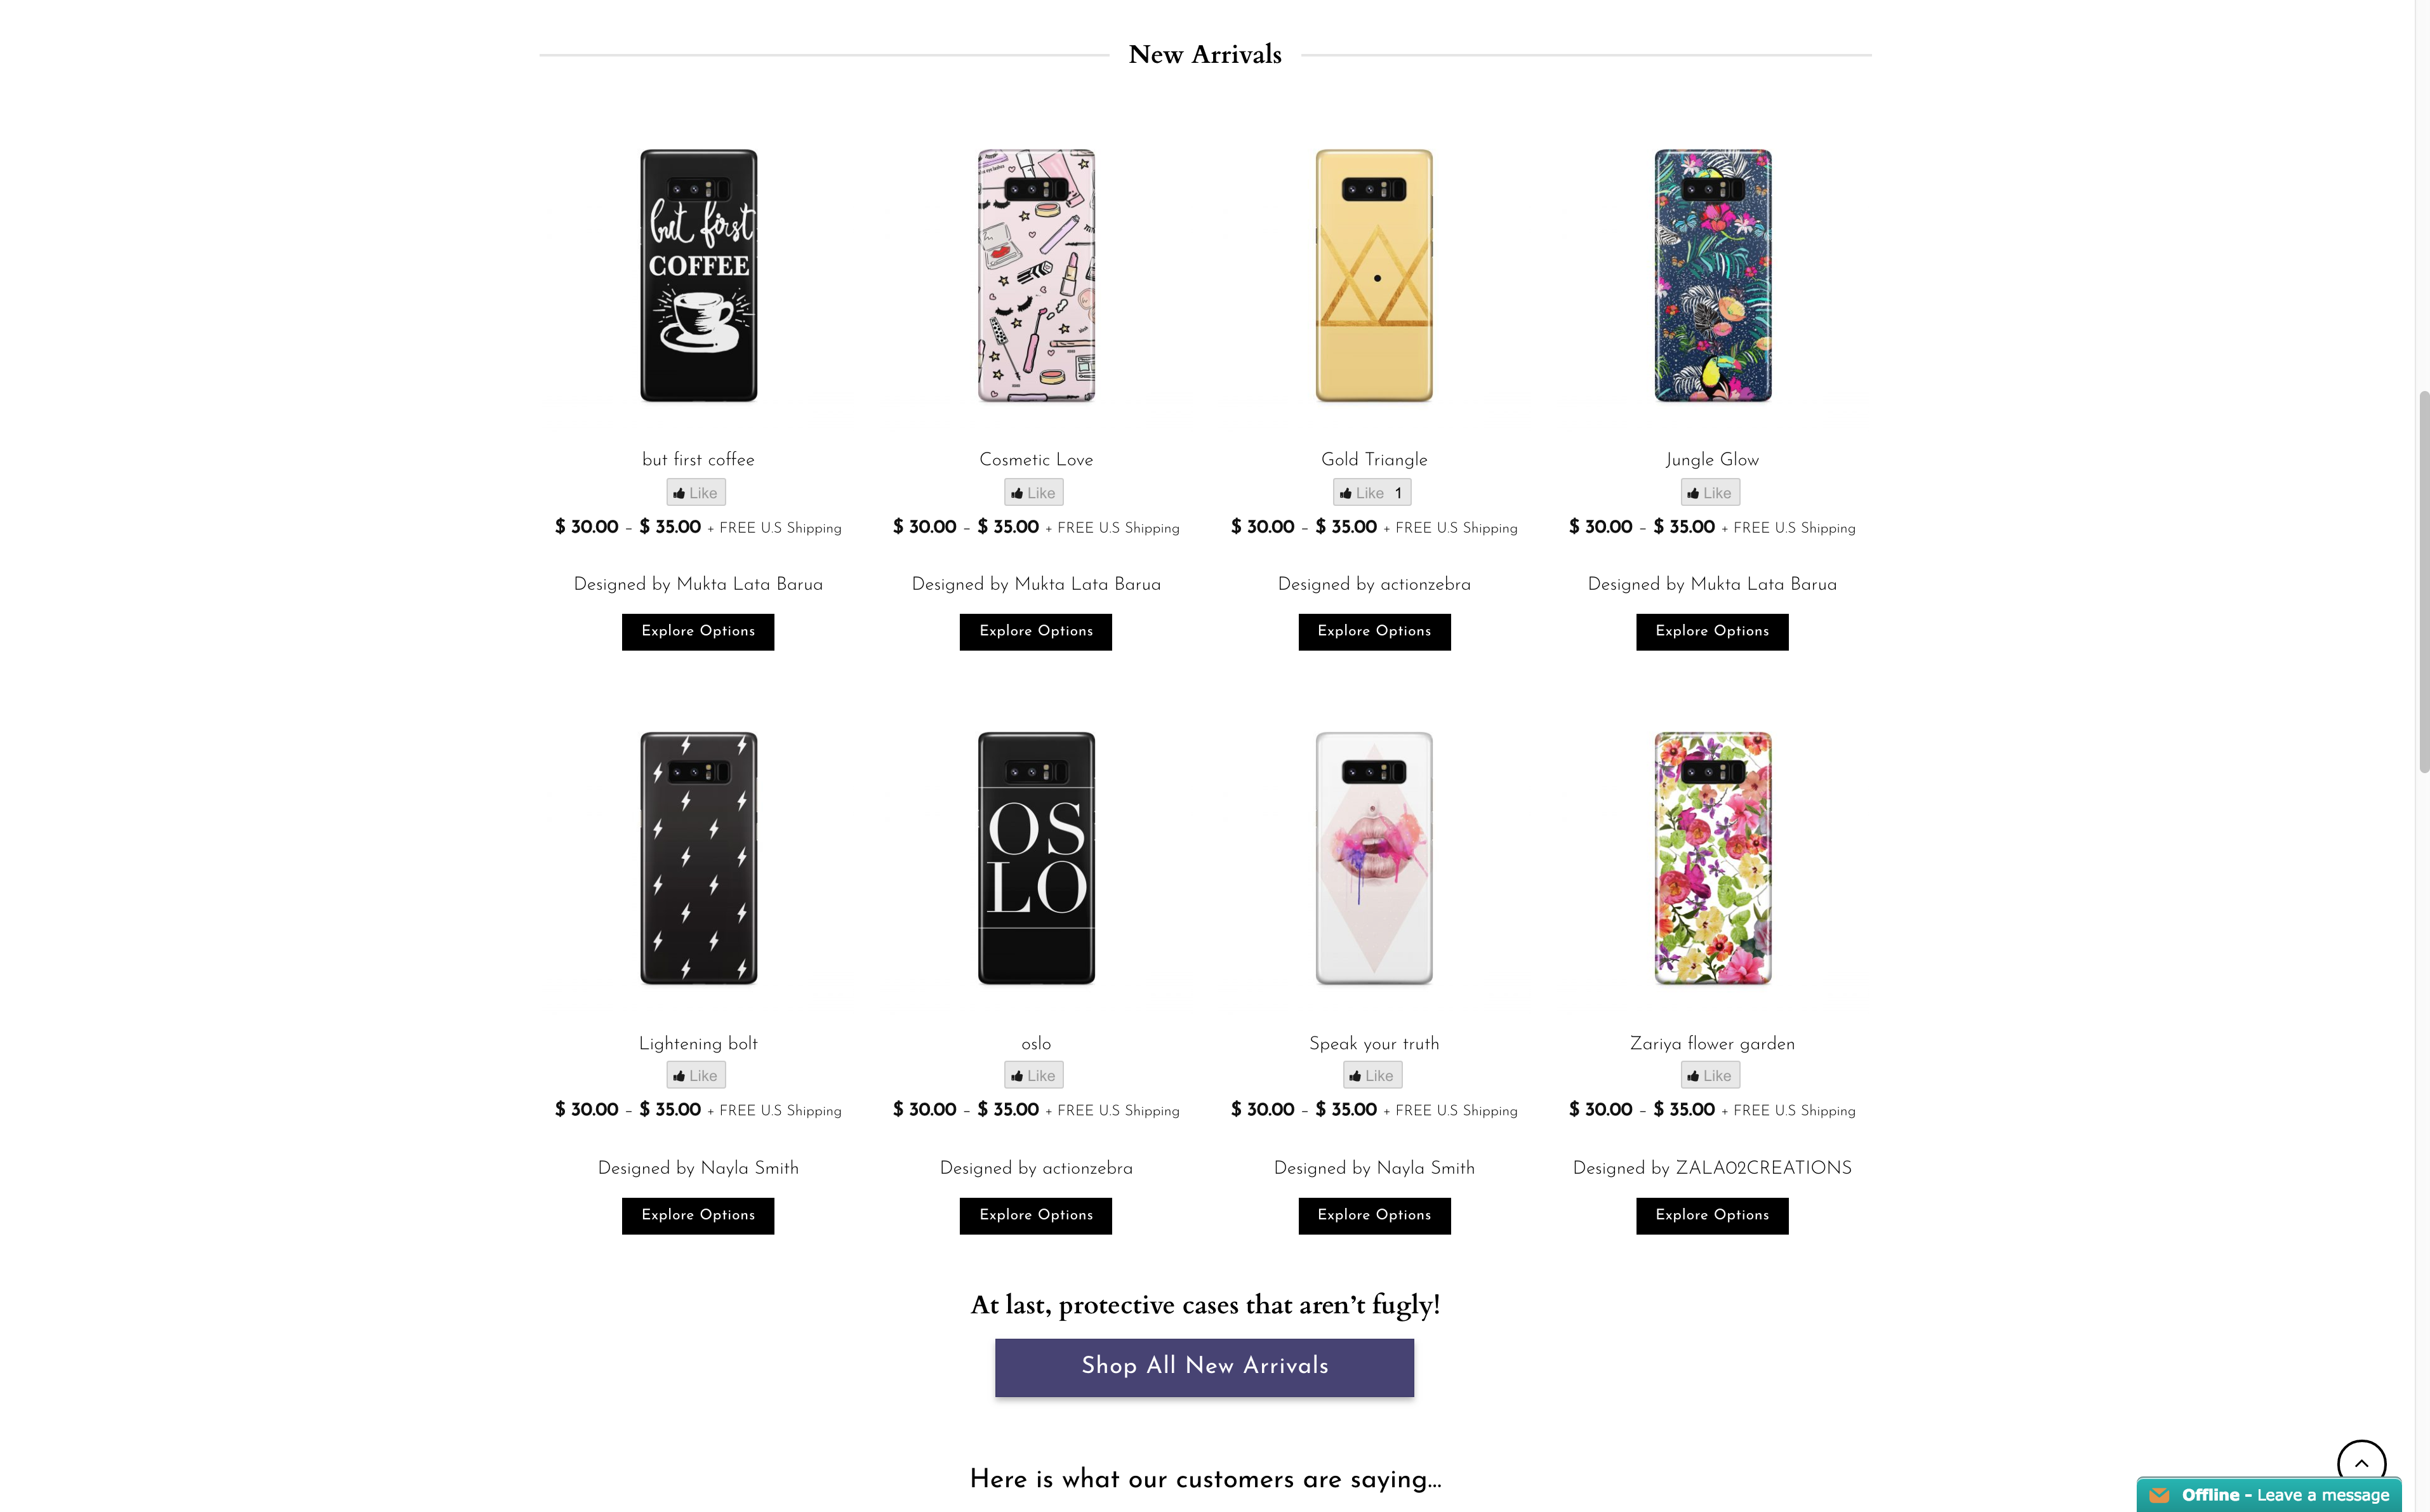 New Arrivals
but first
COFFEE
but first coffee
Like
$ 30.00 – $ 35.00 + FREE U.S Shipping
Designed by Mukta Lata Barua
Explore Options
Cosmetic Love
Like
$ 30.00 – $ 35.00 + FREE U.S Shipping
Designed by Mukta Lata Barua
Explore Options
Gold Triangle
Like 1
$ 30.00 – $ 35.00 + FREE U.S Shipping
Designed by actionzebra
Explore Options
Jungle Glow
Like
$ 30.00 – $ 35.00 + FREE U.S Shipping
Designed by Mukta Lata Barua
Explore Options
Lightening bolt
Like
$ 30.00 – $ 35.00 + FREE U.S Shipping
Designed by Nayla Smith
Explore Options
OS
LO
oslo
Like
$ 30.00 – $ 35.00 + FREE U.S Shipping
Designed by actionzebra
Explore Options
Speak your truth
Like
$ 30.00 – $ 35.00 + FREE U.S Shipping
Designed by Nayla Smith
Explore Options
Zariya flower garden
Like
$ 30.00 – $ 35.00 + FREE U.S Shipping
Designed by ZALA02CREATIONS
Explore Options
At last, protective cases that aren’t fugly!
Shop All New Arrivals
Here is what our customers are saying...
Offline - Leave a message